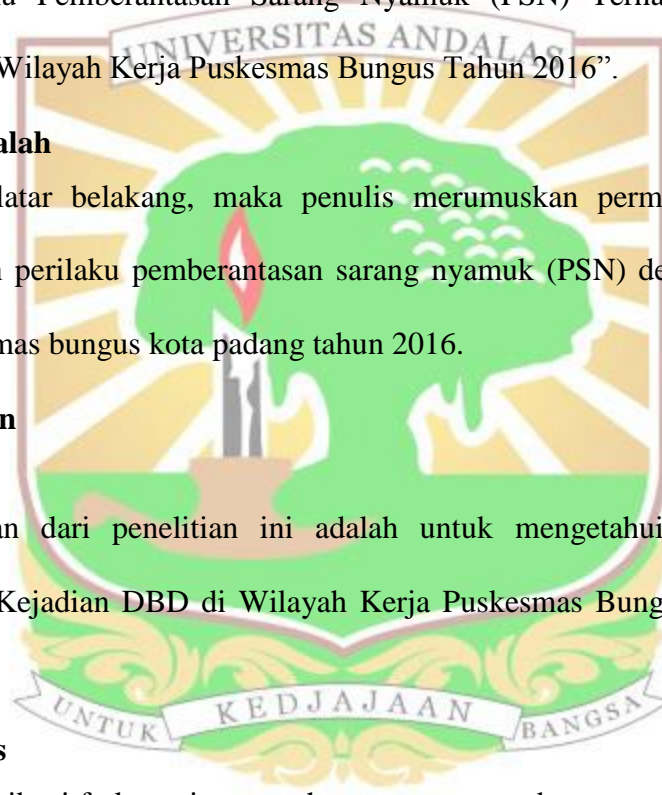 Pemberantasan Sarang Nyamuk (PSN)
UNIVERSITAS ANDALAS
Wilayah Kerja Puskesmas Bungus Tahun 2016”.
alah
latar belakang, maka penulis merumuskan perm
perilaku pemberantasan sarang nyamuk (PSN) de
mas bungus kota padang tahun 2016.
n
an dari penelitian ini adalah untuk mengetahui
Kejadian DBD di Wilayah Kerja Puskesmas Bung
UNTUK KEDJAJAAN BANGSA
s